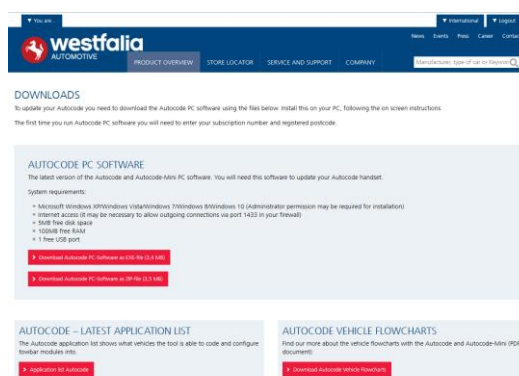 ▼ You are..
▼ International
▼ Logout
News Events Press Career Contact
westfalia
AUTOMOTIVE
PRODUCT OVERVIEW STORE LOCATOR SERVICE AND SUPPORT COMPANY
Manufacturer, type of car or Keywor
DOWNLOADS
To update your Autocode you need to download the Autocode PC software using the files below. Install this on your PC, following the on screen instructions.
The first time you run Autocode PC software you will need to enter your subscription number and registered postcode.
AUTOCODE PC SOFTWARE
The latest version of the Autocode and Autocode-Mini PC software. You will need this software to update your Autocode handset.
System requirements:
Microsoft Windows XP/Windows Vista/Windows 7/Windows 8/Windows 10 (Administrator permission may be required for installation)
Internet access (it may be necessary to allow outgoing connections via port 1433 in your firewall)
5MB free disk space
100MB free RAM
1 free USB port
Download Autocode PC-Software as EXE-file (3,4 MB)
Download Autocode PC-Software as ZIP-file (3,5 MB)
AUTOCODE – LATEST APPLICATION LIST
The Autocode application list shows what vehicles the tool is able to code and configure
towbar modules into.
Application list Autocode
AUTOCODE VEHICLE FLOWCHARTS
Find our more about the vehicle flowcharts with the Autocode and Autocode-Mini (PDF
document):
Download Autocode Vehicle Flowcharts